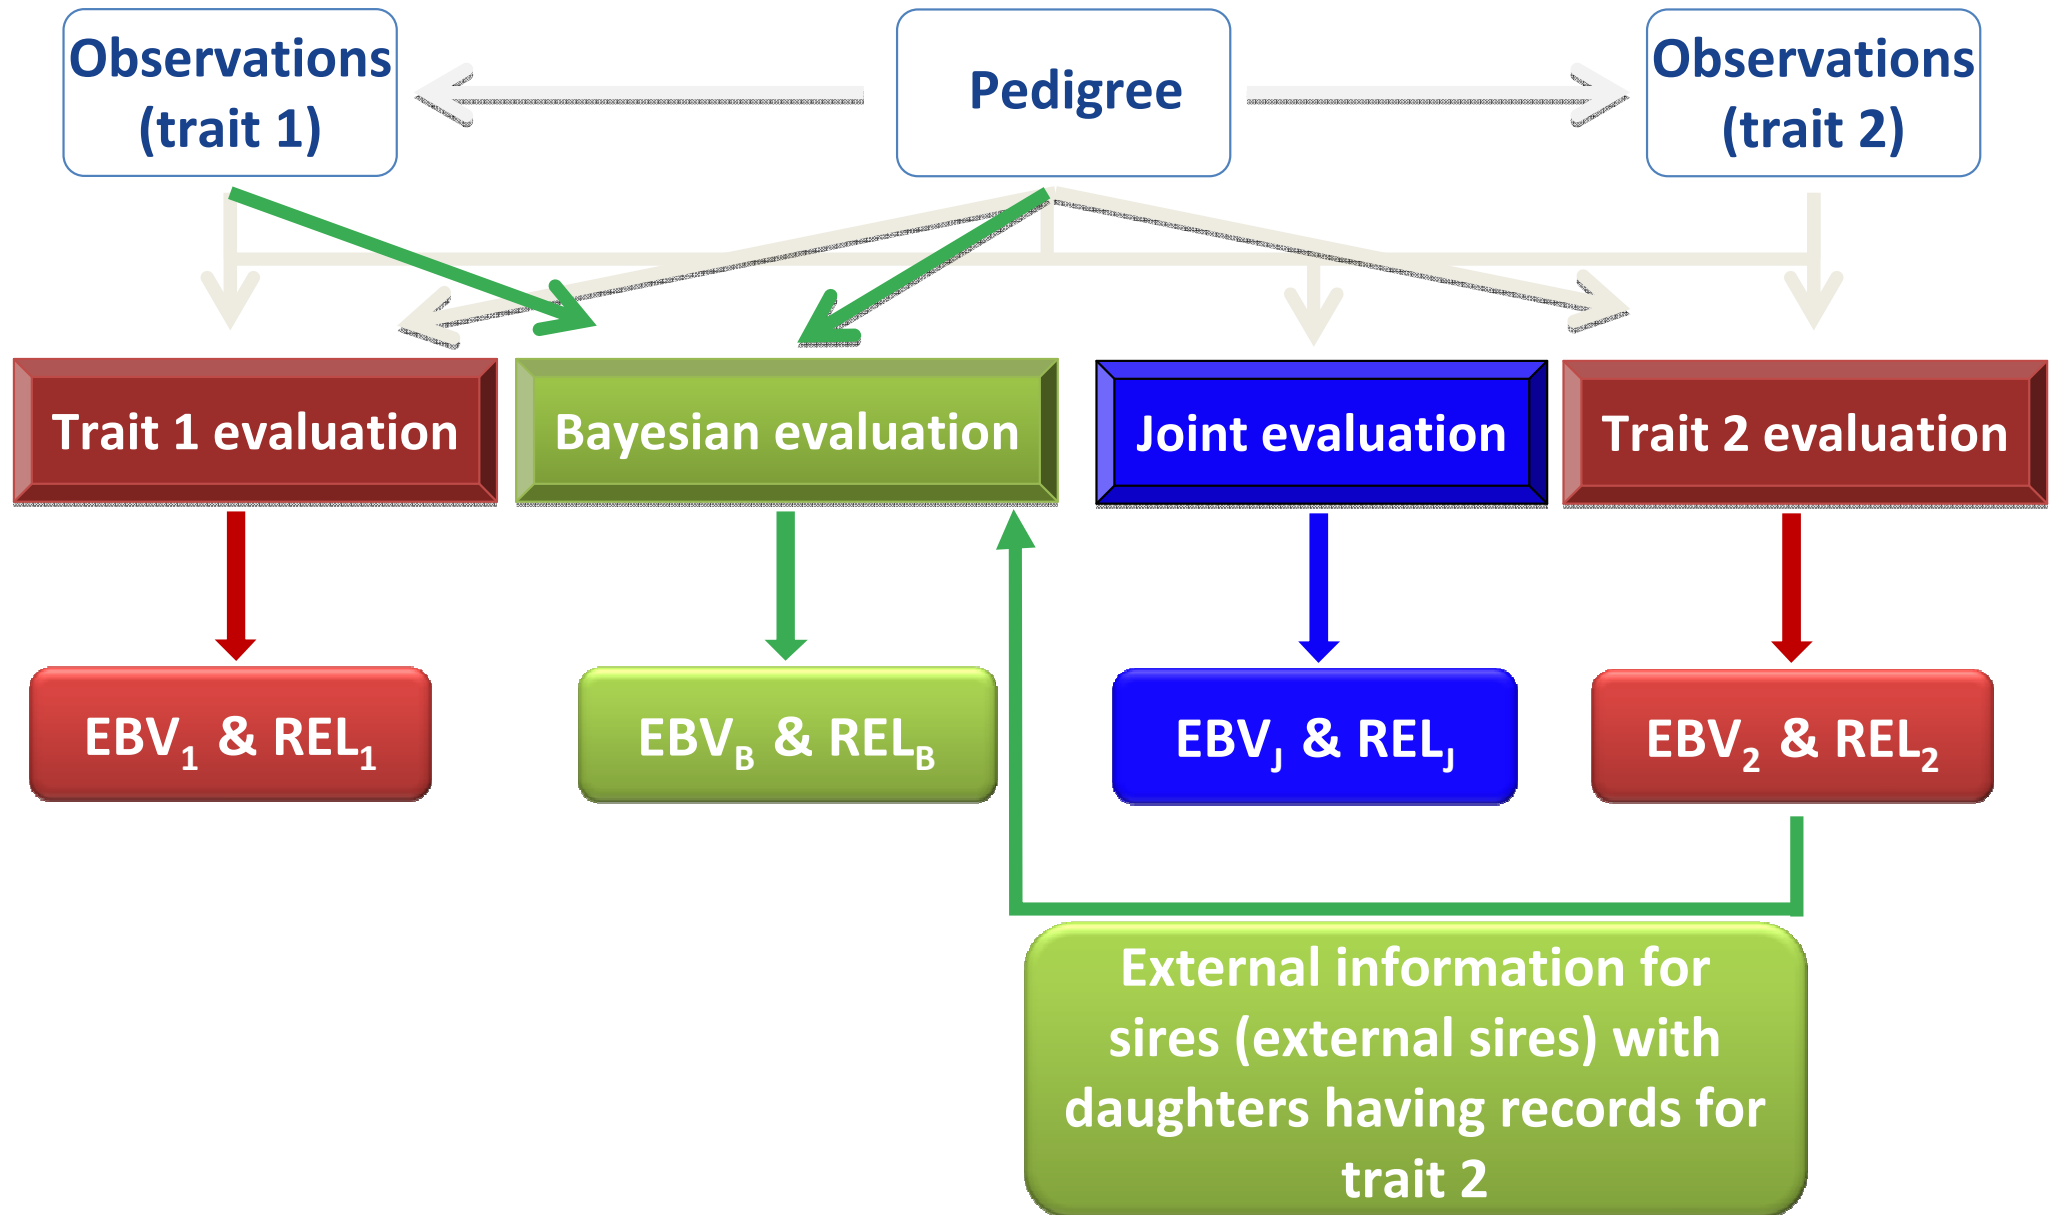 Observations
(trait 1)
Pedigree
Observations
(trait 2)
Trait 1 evaluation
Bayesian evaluation
Joint evaluation
Trait 2 evaluation
EBV1 & REL1
EBVB & RELB
EBVJ & RELJ
EBV2 & REL2
External information for
sires (external sires) with
daughters having records for
trait 2